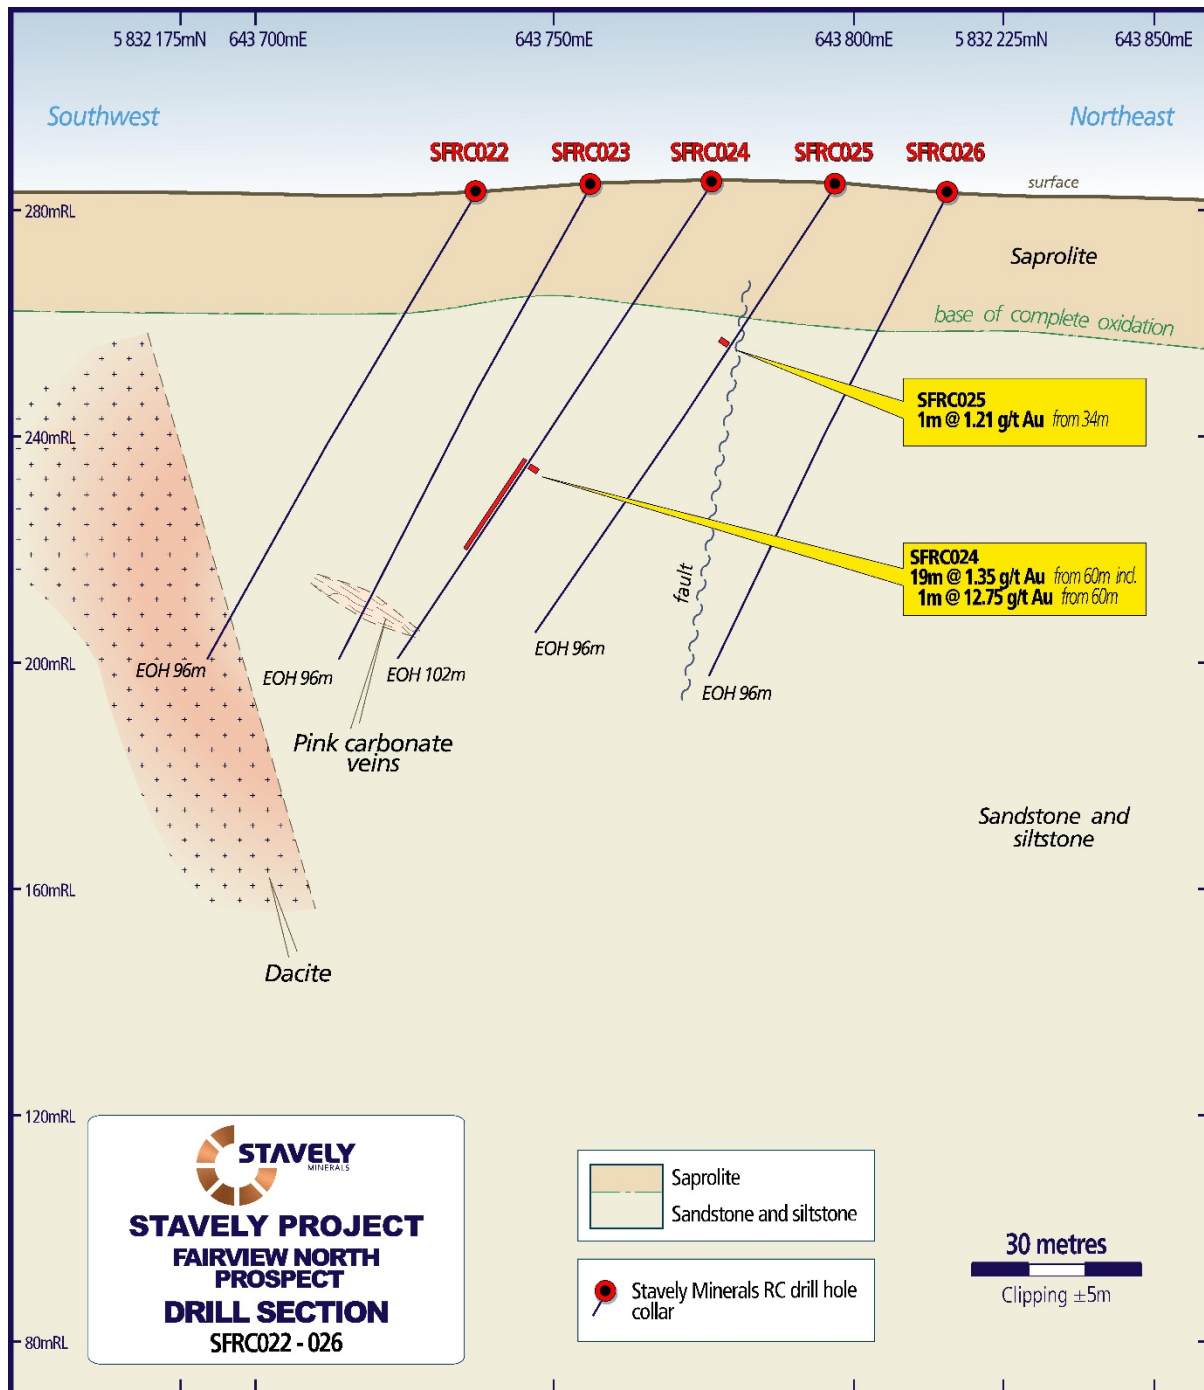 5 832 175mN 643 700mE 643 750mE 643 800mE 5 832 225mN 643 850mE
Southwest
Northeast
SFRC022 SFRC023 SFRC024 SFRC025 SFRC026
surface
280mRL
Saprolite
base of complete oxidation
SFRC025
1m @ 1.21 g/t Au from 34m
240mRL
SFRC024
19m @ 1.35 g/t Au from 60m incl.
1m @ 12.75 g/t Au from 60m
fault
200mRL
EOH 96m
EOH 96m
EOH 102m
EOH 96m
EOH 96m
Pink carbonate
veins
Sandstone and
siltstone
160mRL
Dacite
120mRL
STAVELY
MINERALS
STAVELY PROJECT
FAIRVIEW NORTH
PROSPECT
DRILL SECTION
SFRC022 - 026
Saprolite
Sandstone and siltstone
Stavely Minerals RC drill hole
collar
30 metres
Clipping ±5m
80mRL